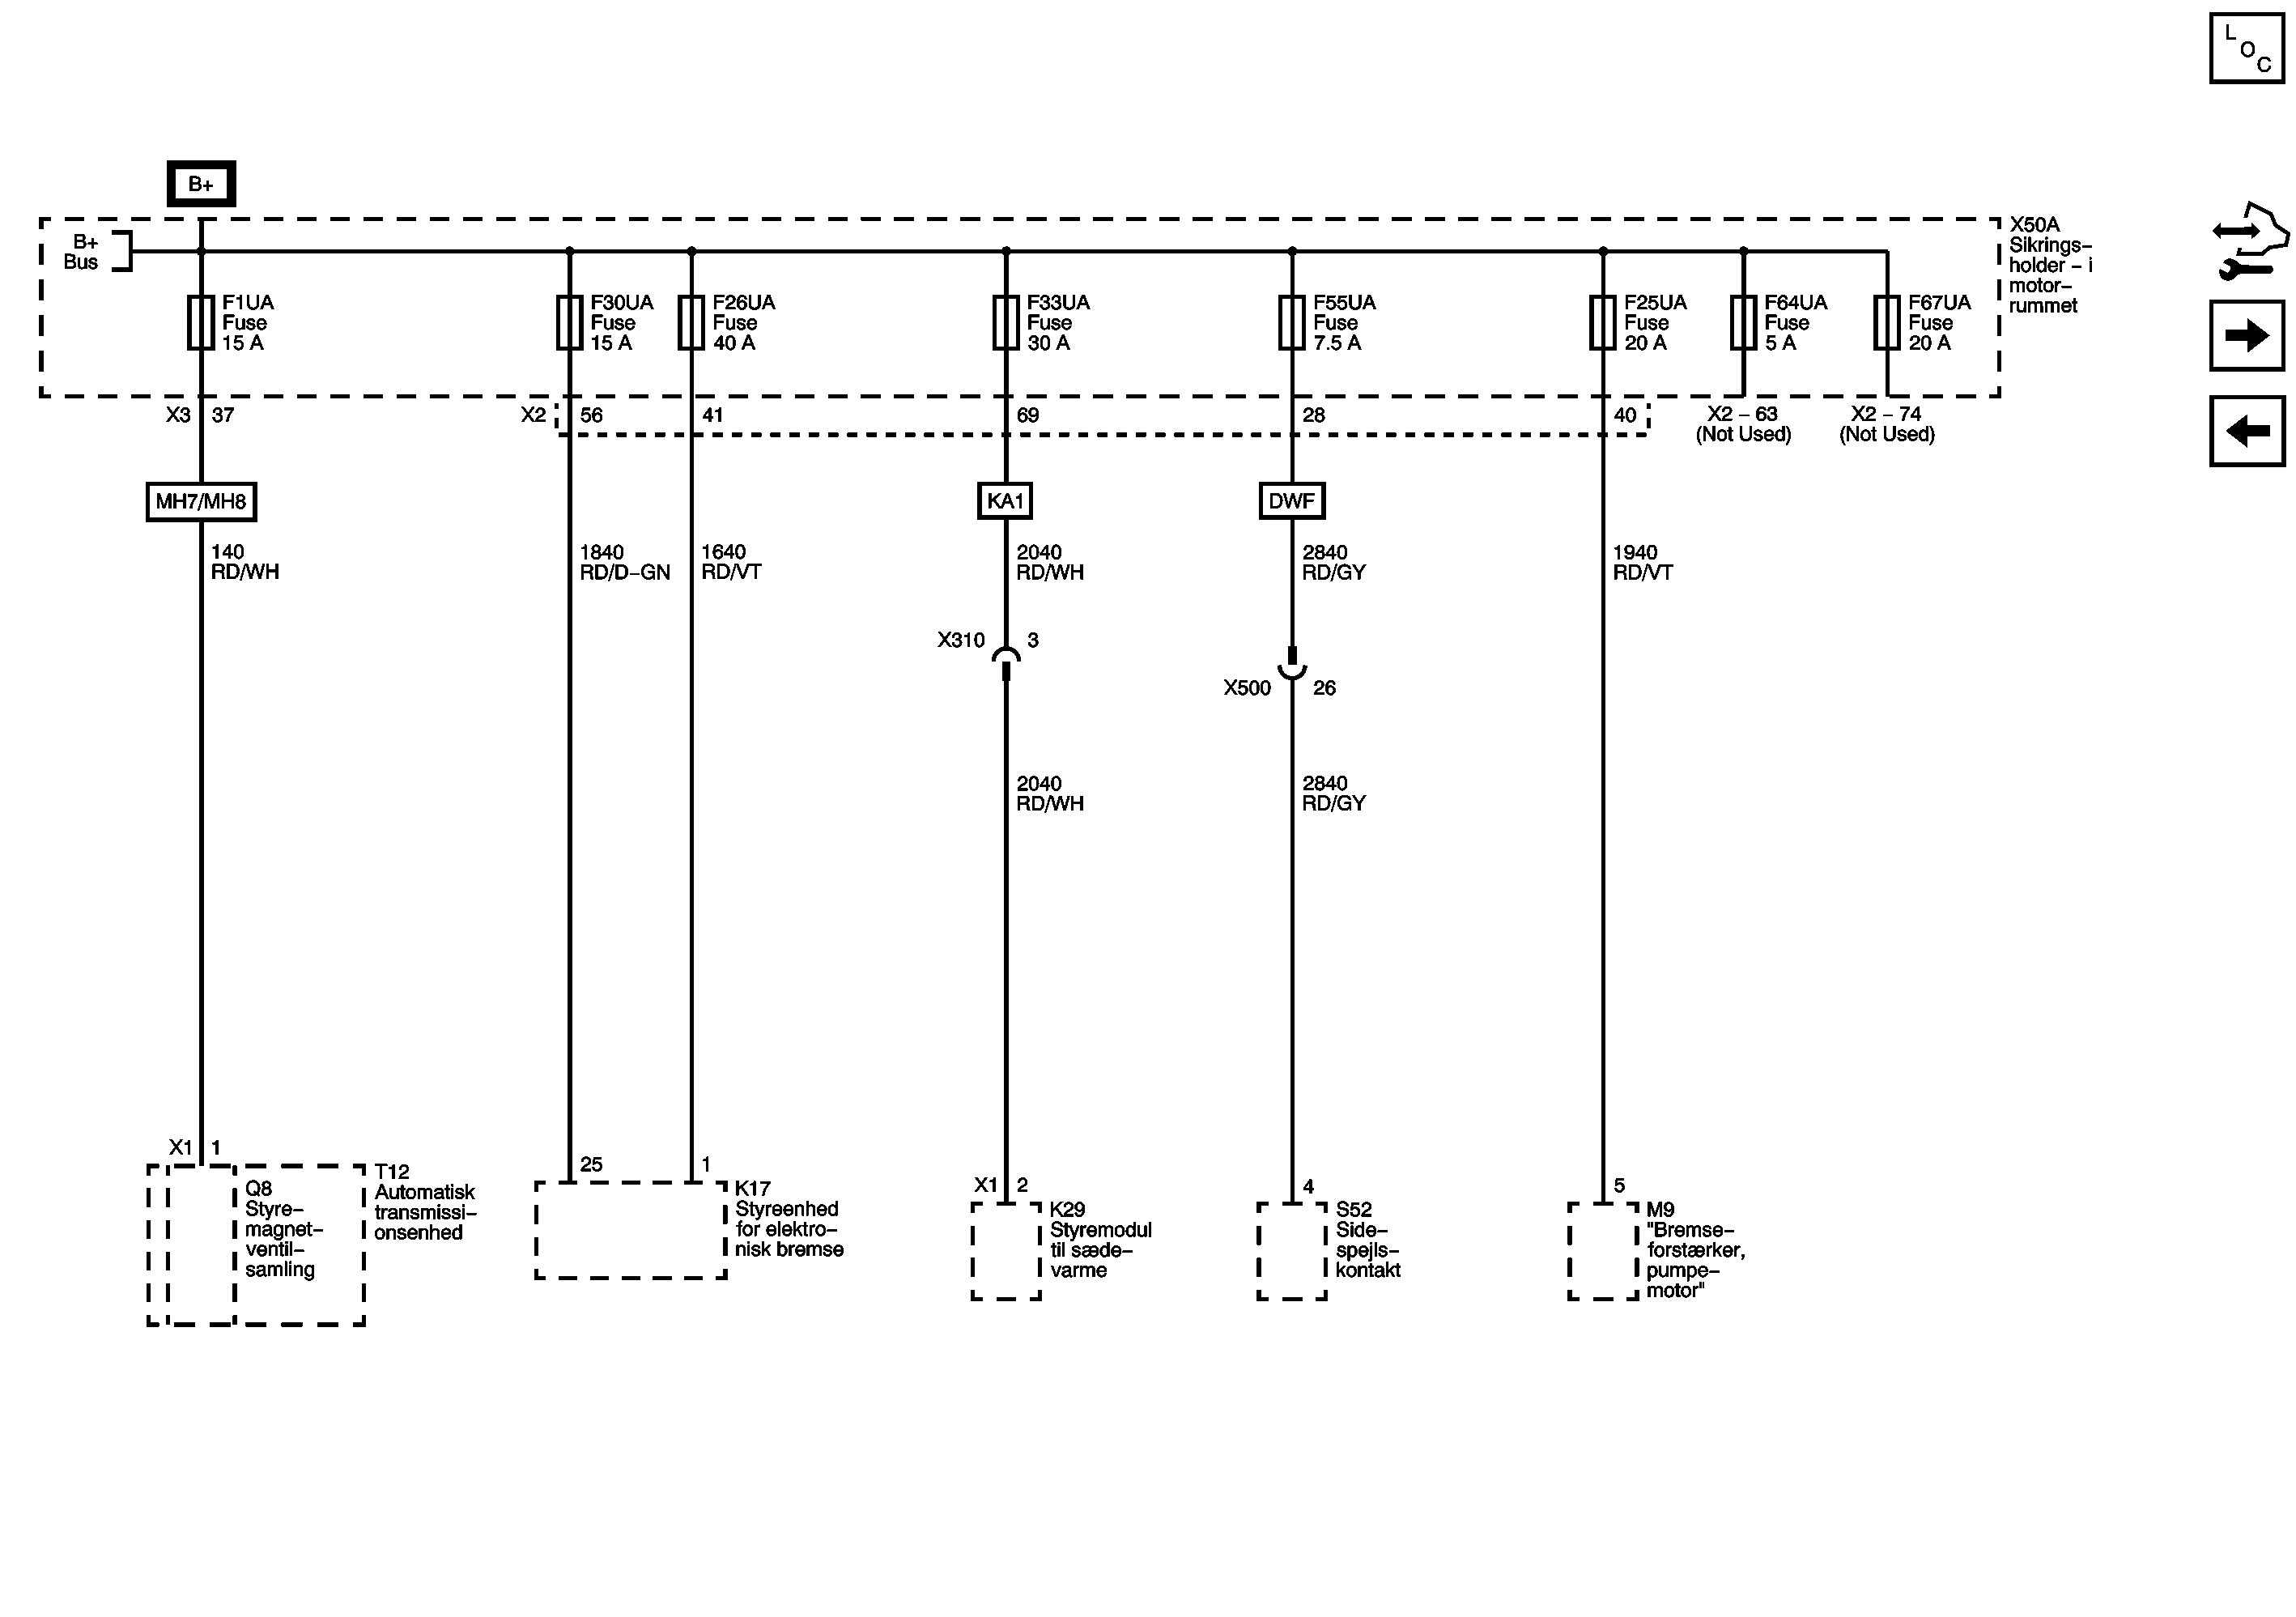 L
O
C
B+
B+
Bus
X50A
Sikrings–
holder – i
motor–
rummet
F1UA
Fuse
15 A
F30UA
Fuse
15 A
F26UA
Fuse
40 A
F33UA
Fuse
30 A
F55UA
Fuse
7.5 A
F25UA
Fuse
20 A
F64UA
Fuse
5 A
F67UA
Fuse
20 A
X3 37
X2 56
41
69
28
40
X2 – 63
(Not Used)
X2 – 74
(Not Used)
MH7/MH8
KA1
DWF
140
RD/WH
1840
RD/D–GN
1640
RD/VT
2040
RD/WH
2840
RD/GY
1940
RD/VT
X310 3
X500 26
2040
RD/WH
2840
RD/GY
X1 1
25
1
X1 2
4
5
Q8
Styre–
magnet–
ventil–
samling
T12
Automatisk
transmissi–
onsenhed
K17
Styreenhed
for elektro–
nisk bremse
K29
Styremodul
til sæde–
varme
S52
Side–
spejls–
kontakt
M9
"Bremse–
forstærker,
pumpe–
motor"